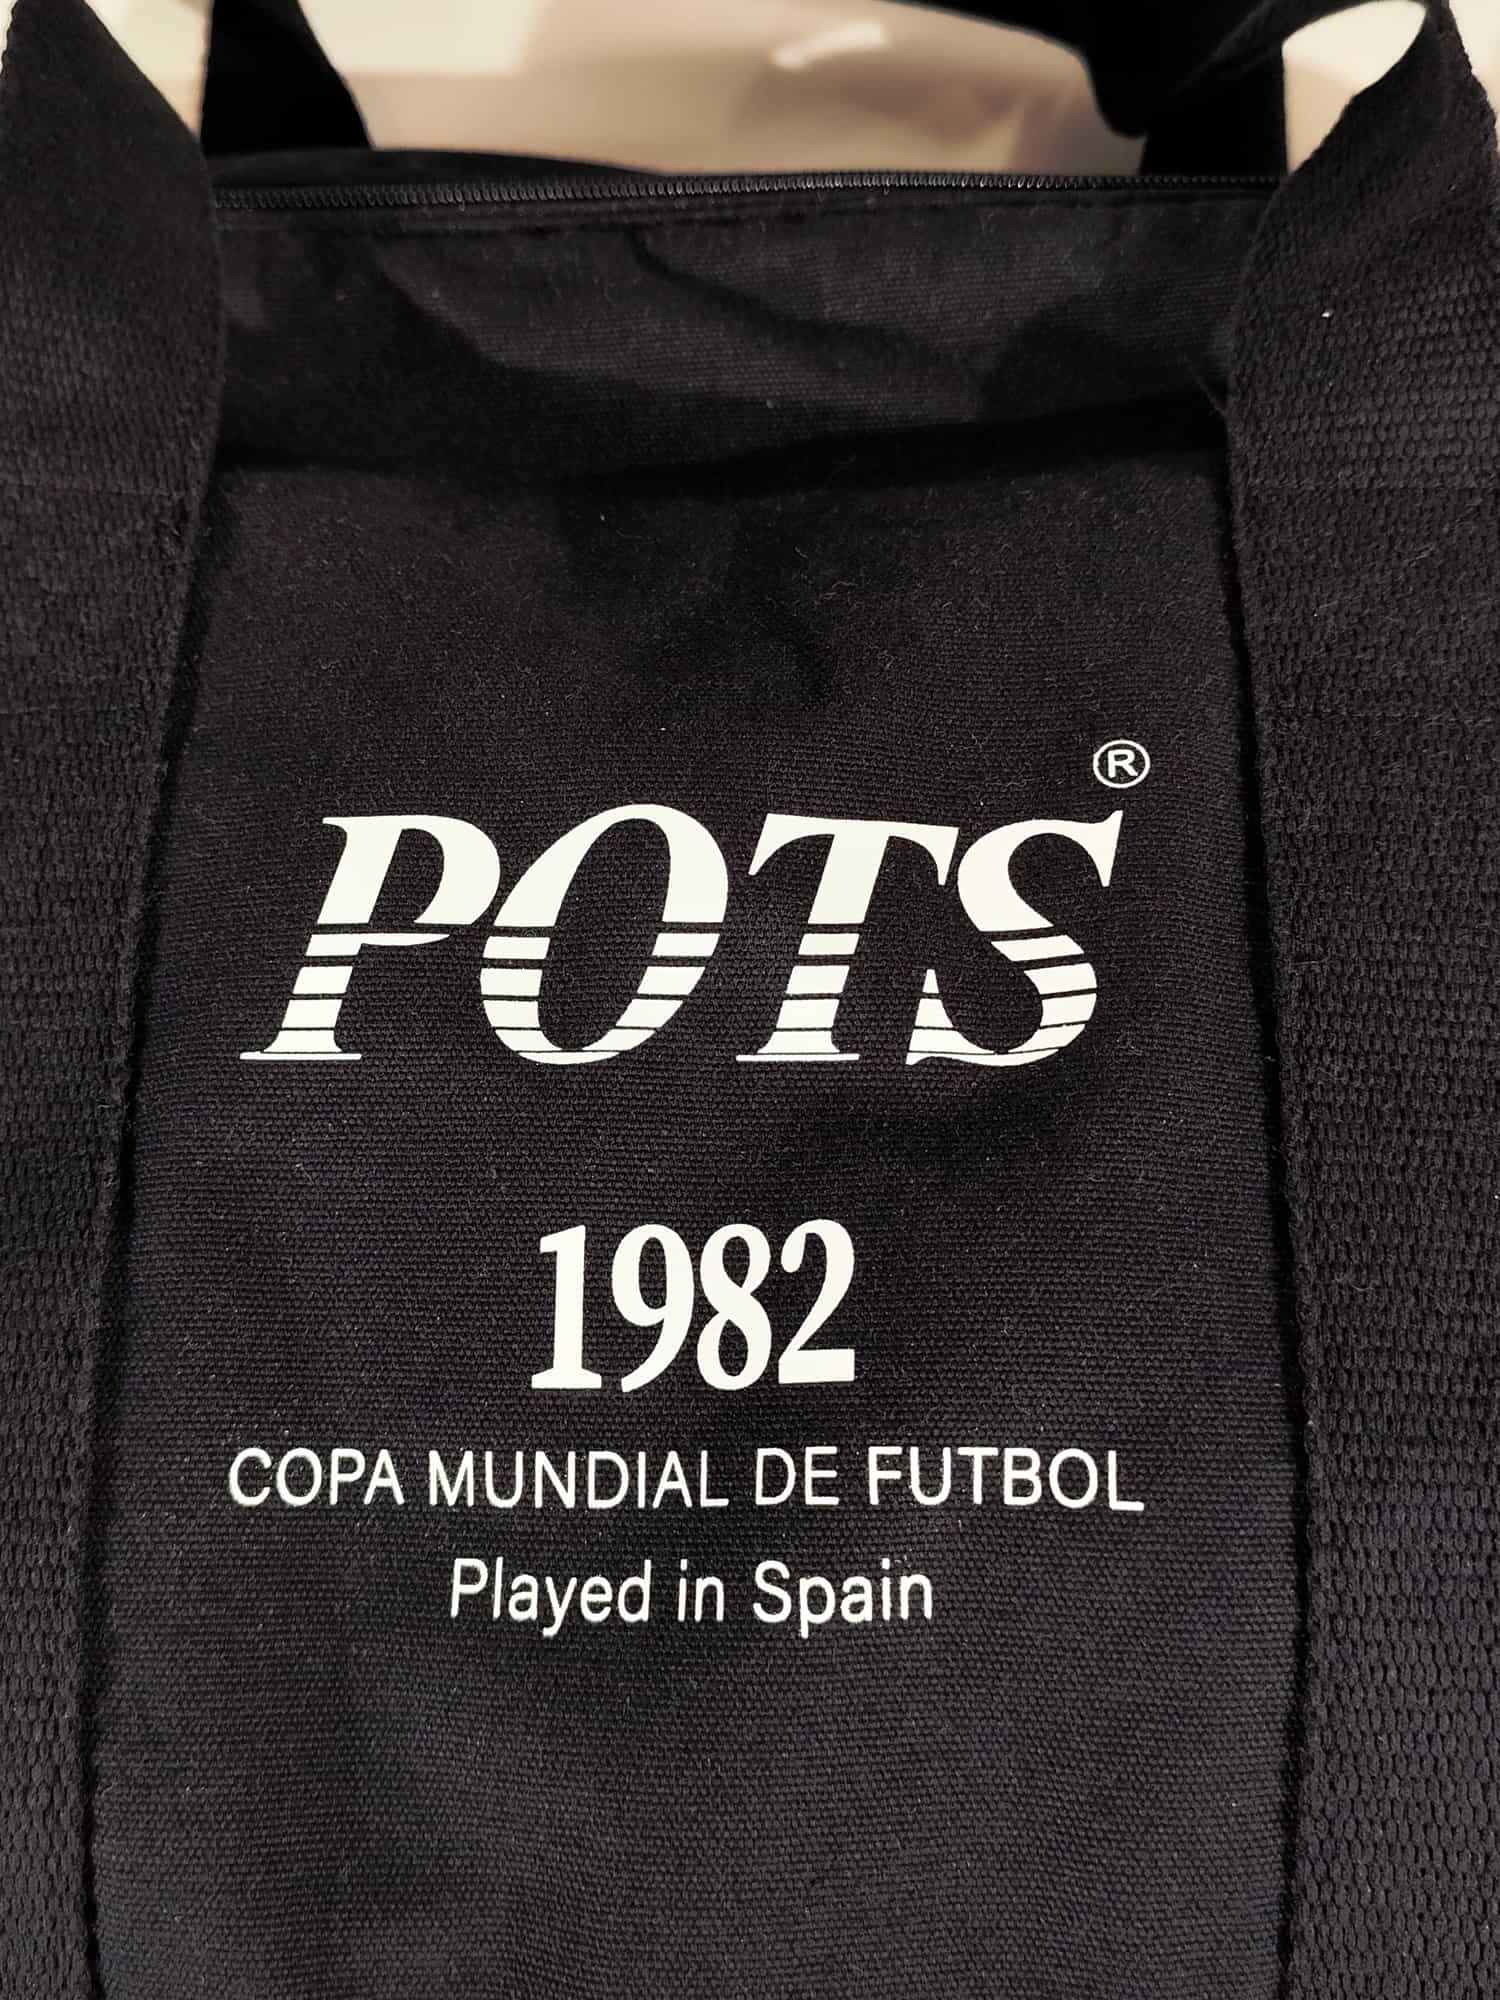 POTS®
1982
COPA MUNDIAL DE FUTBOL
Played in Spain